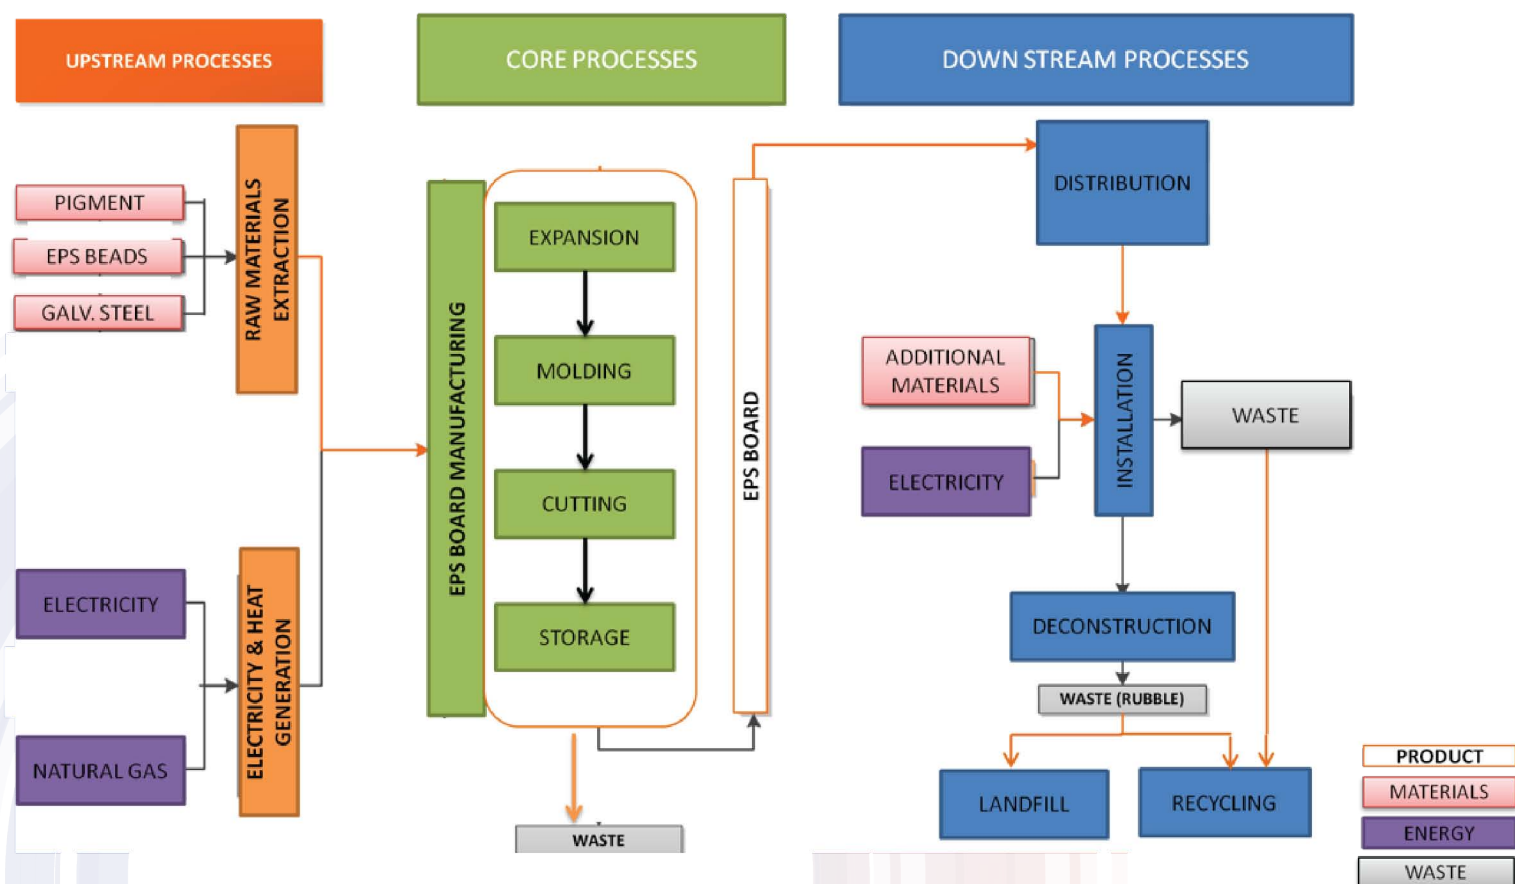 UPSTREAM PROCESSES
CORE PROCESSES
DOWN STREAM PROCESSES
PIGMENT
EPS BEADS
GALV. STEEL
RAW MATERIALS
EXTRACTION
ELECTRICITY
NATURAL GAS
ELECTRICITY & HEAT
GENERATION
EPS BOARD MANUFACTURING
EXPANSION
MOLDING
CUTTING
STORAGE
WASTE
EPS BOARD
DISTRIBUTION
ADDITIONAL
MATERIALS
ELECTRICITY
INSTALLATION
WASTE
DECONSTRUCTION
WASTE (RUBBLE)
LANDFILL
RECYCLING
PRODUCT
MATERIALS
ENERGY
WASTE